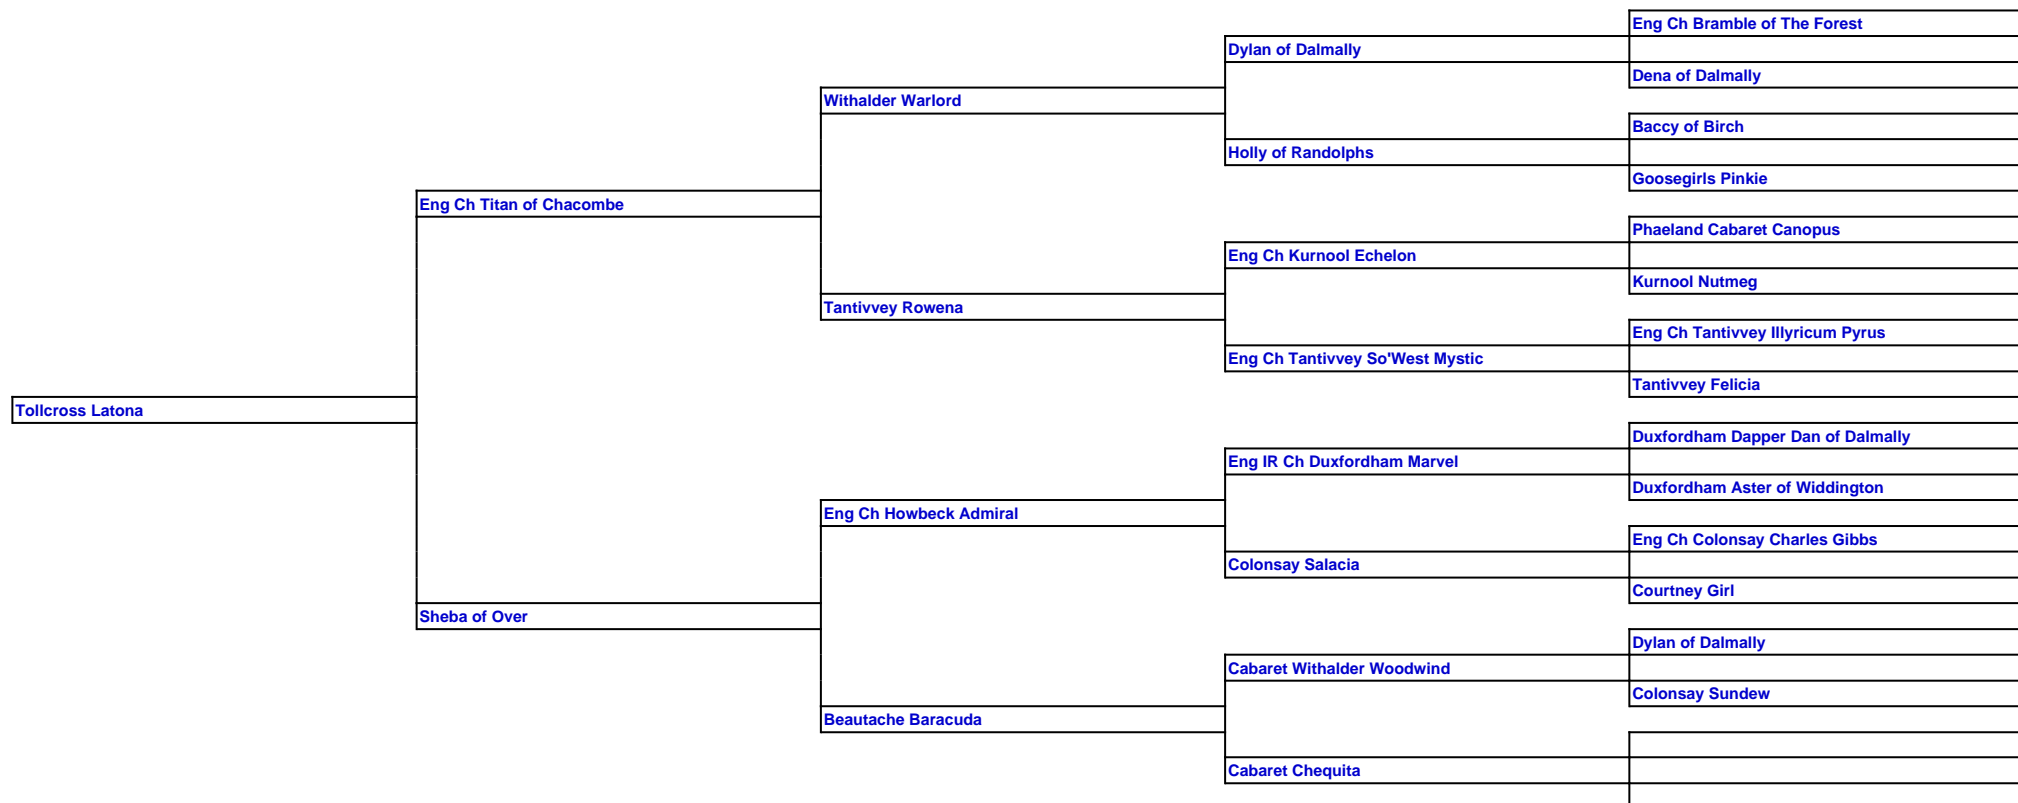 Eng Ch Bramble of The Forest
Dylan of Dalmally
Dena of Dalmally
Withalder Warlord
Baccy of Birch
Holly of Randolphs
Goosegirls Pinkie
Eng Ch Titan of Chacombe
Phaeland Cabaret Canopus
Eng Ch Kurnool Echelon
Kurnool Nutmeg
Tantivvey Rowena
Eng Ch Tantivvey Illyricum Pyrus
Eng Ch Tantivvey So'West Mystic
Tantivvey Felicia
Tollcross Latona
Duxfordham Dapper Dan of Dalmally
Eng IR Ch Duxfordham Marvel
Duxfordham Aster of Widdington
Eng Ch Howbeck Admiral
Eng Ch Colonsay Charles Gibbs
Colonsay Salacia
Courtney Girl
Sheba of Over
Dylan of Dalmally
Cabaret Withalder Woodwind
Colonsay Sundew
Beautache Baracuda
Cabaret Chequita